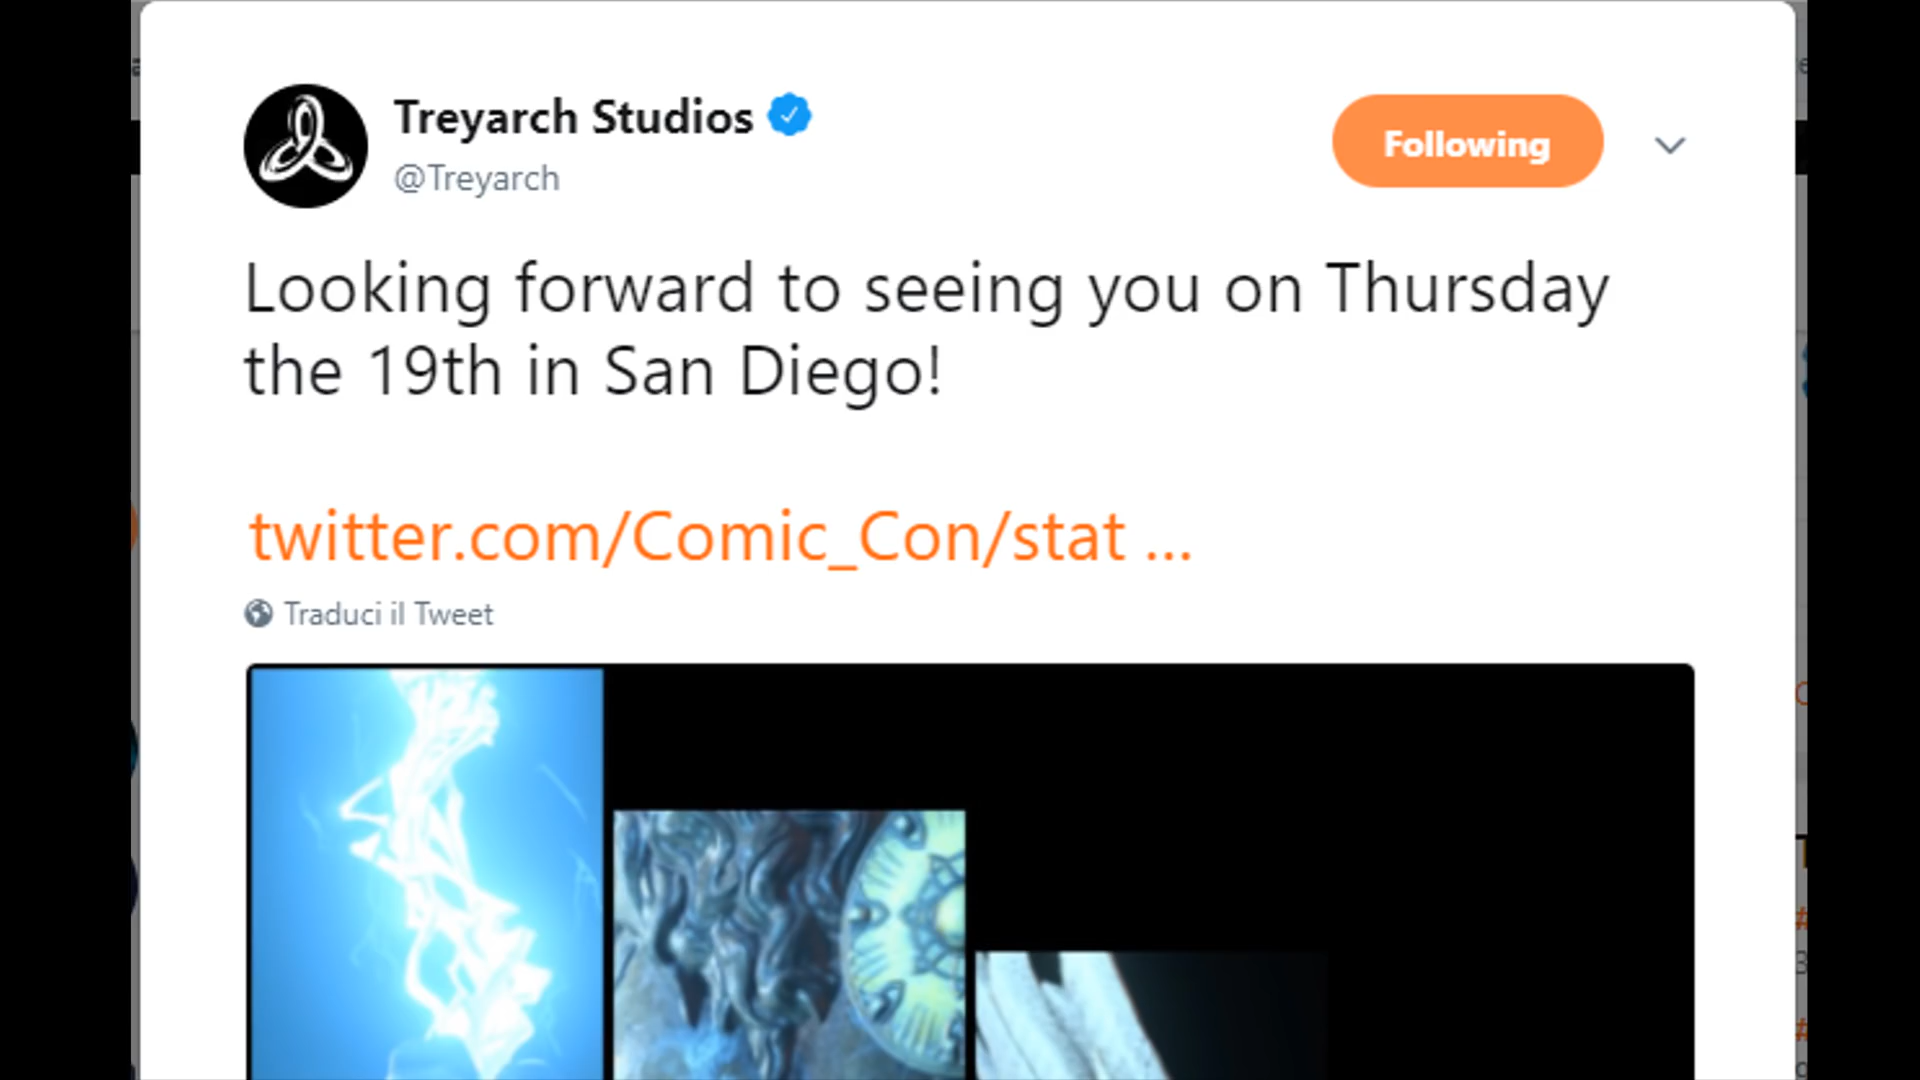 Treyarch Studios
@Treyarch
Following
Looking forward to seeing you on Thursday
the 19th in San Diego!
twitter.com/Comic_Con/stat ...
Traduci il Tweet